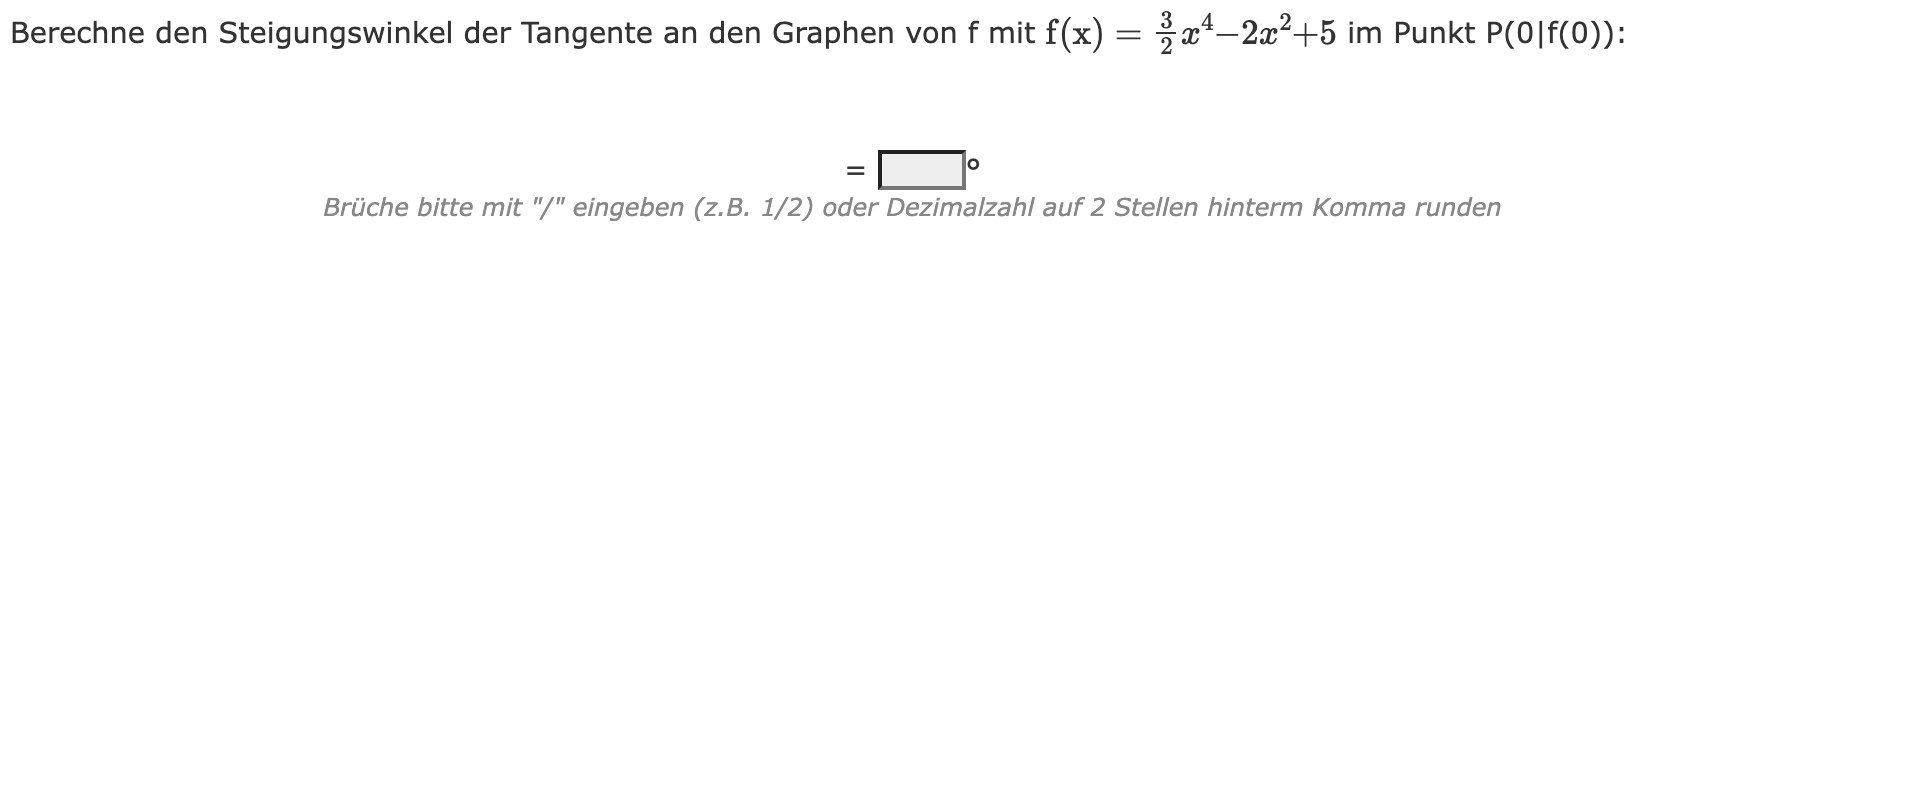 Berechne den Steigungswinkel der Tangente an den Graphen von f mit f(x) = \frac{3}{2}x^4−2x^2+5 im Punkt P(0|f(0)):
= °
Brüche bitte mit "/" eingeben (z.B. 1/2) oder Dezimalzahl auf 2 Stellen hinterm Komma runden